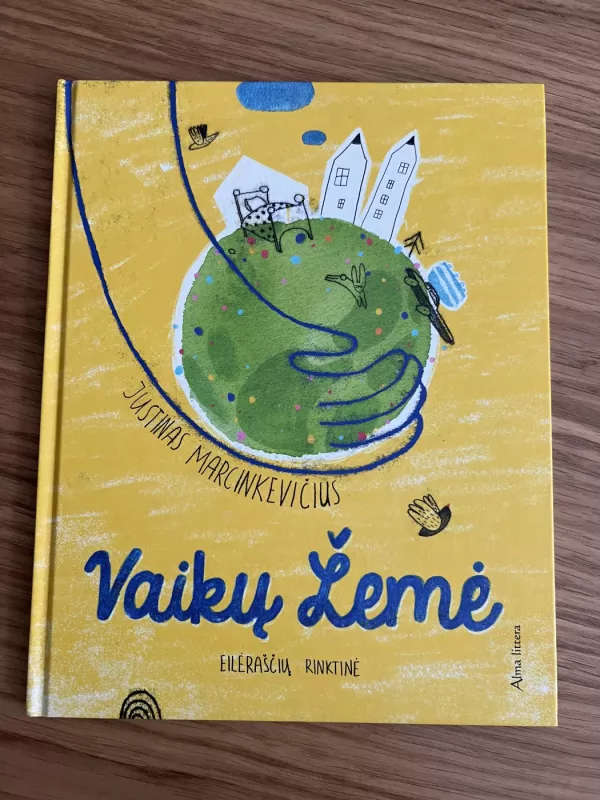 JUSTINAS MARCINKEVIČIUS
Vaikų Žemė
EILĖRAŠČIŲ RINKTINĖ
Alma littera